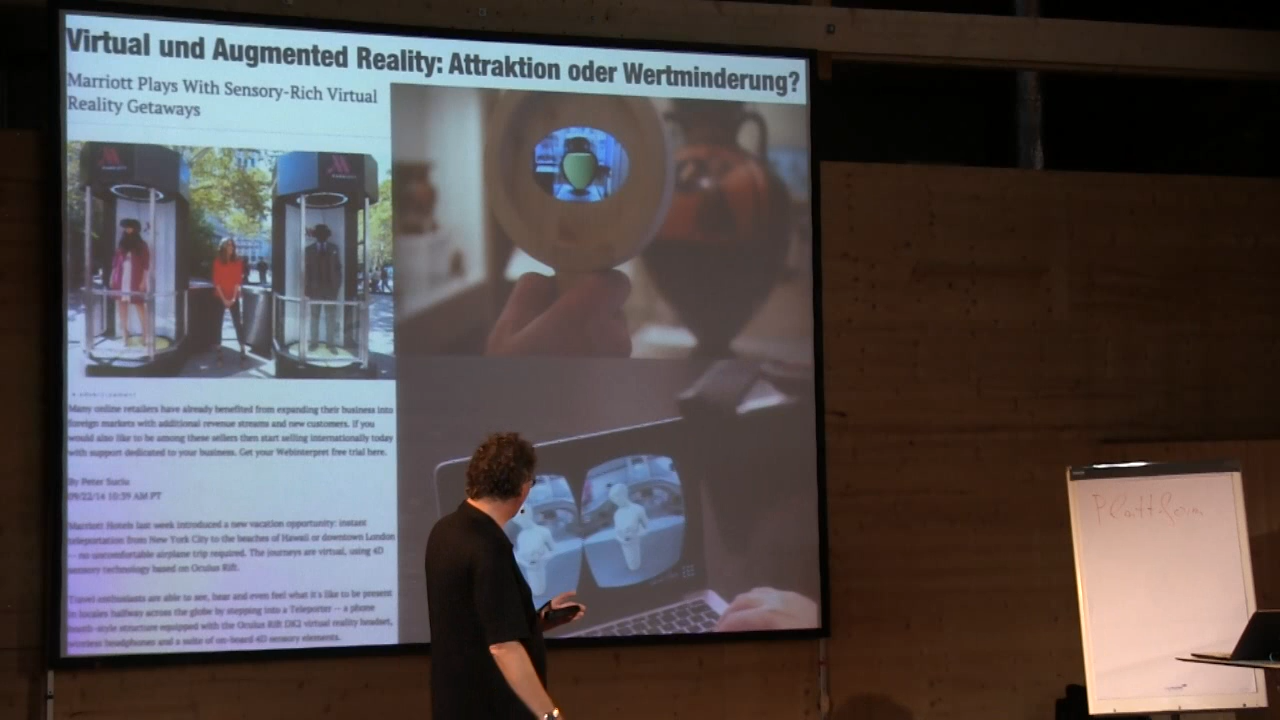 Virtual und Augmented Reality: Attraktion oder Wertminderung?
Marriott Plays With Sensory-Rich Virtual
Reality Getaways
Many online retailers have already benefited from expanding their business into
foreign markets with additional revenue streams and new customers. If you
would also like to be among these sellers then start selling internationally today
with support dedicated to your business. Get your Webinterpret free trial here.
By Peter Suciu
09/22/14 10:59 AM PT
Marriott Hotels last week introduced a new vacation opportunity: instant
teleportation from New York City to the beaches of Hawaii or downtown London
— no uncomfortable airplane trip required. The journeys are virtual, using 4D
sensory technology based on Oculus Rift.
Travel enthusiasts are able to see, hear and even feel what it's like to be present
in locales halfway across the globe by stepping into a Teleporter — a phone
booth-style structure equipped with the Oculus Rift DK2 virtual reality headset,
wireless headphones and a suite of on-board 4D sensory elements.
Plattform